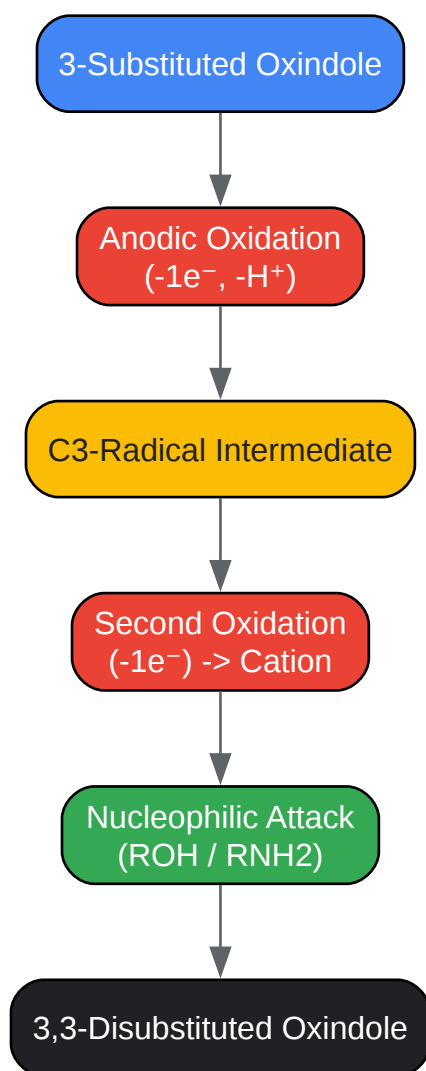 3-Substituted Oxindole
Anodic Oxidation
(-1e⁻, -H⁺)
C3-Radical Intermediate
Second Oxidation
(-1e⁻) -> Cation
Nucleophilic Attack
(ROH / RNH2)
3,3-Disubstituted Oxindole